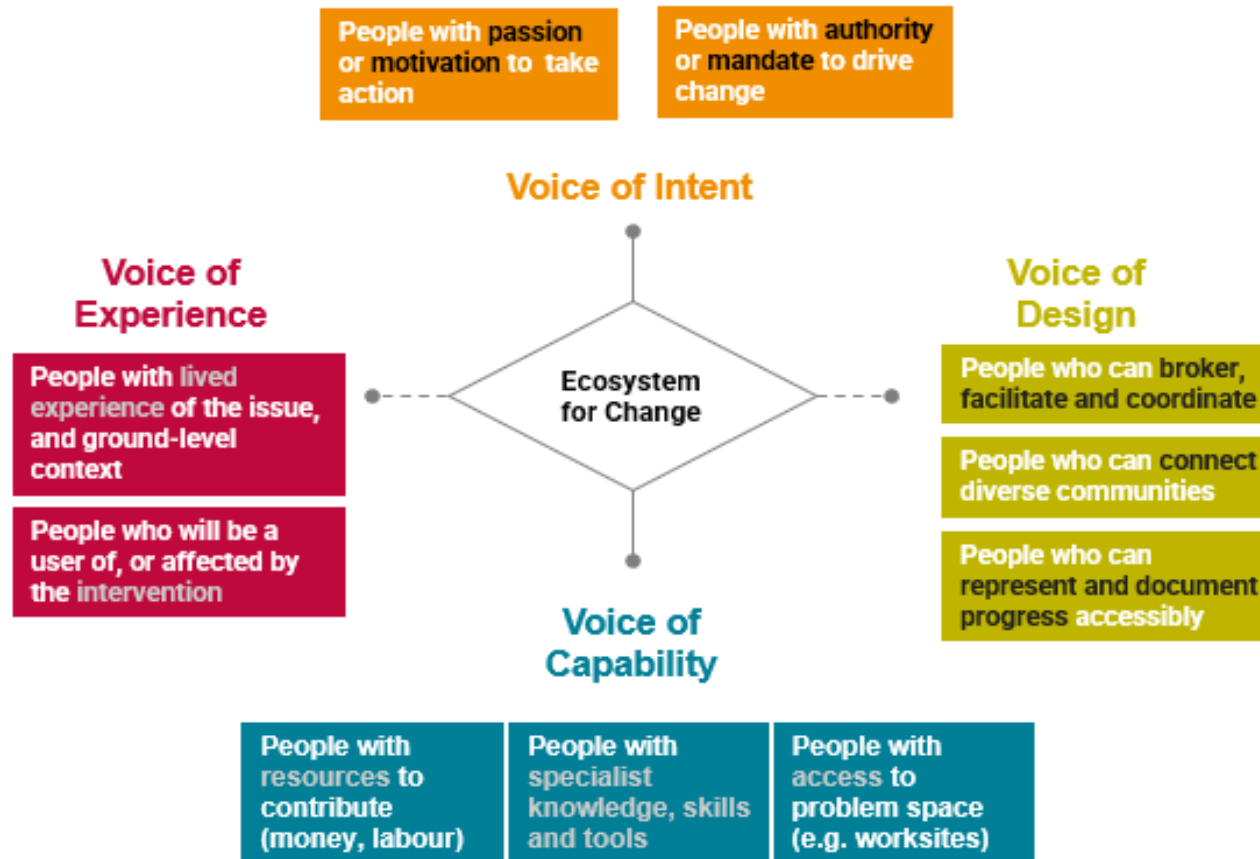 People with passion
or motivation to take
action
People with authority
or mandate to drive
change
Voice of Intent
Voice of
Experience
People with lived
experience of the issue,
and ground-level
context
People who will be a
user of, or affected by
the intervention
Ecosystem
for Change
Voice of
Design
People who can broker,
facilitate and coordinate
People who can connect
diverse communities
People who can
represent and document
progress accessibly
Voice of
Capability
People with
resources to
contribute
(money, labour)
People with
specialist
knowledge, skills
and tools
People with
access to
problem space
(e.g. worksites)